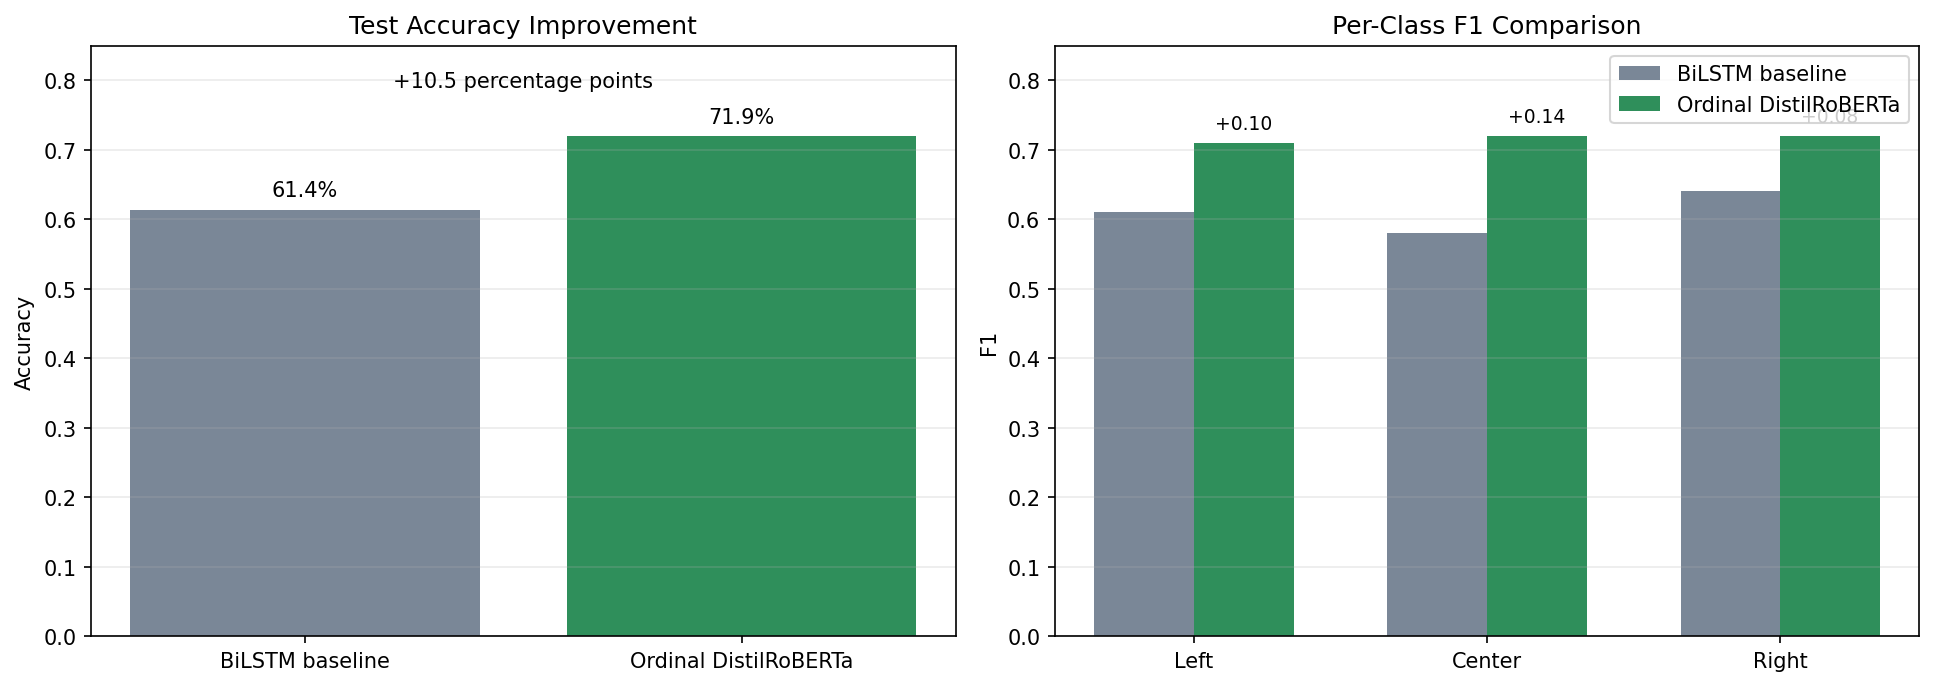 Test Accuracy Improvement
+10.5 percentage points
71.9%
61.4%
Accuracy
0.8
0.7
0.6
0.5
0.4
0.3
0.2
0.1
0.0
BiLSTM baseline
Ordinal DistilRoBERTa
Per-Class F1 Comparison
BiLSTM baseline
Ordinal DistilRoBERTa
+0.10
+0.14
+0.08
F1
0.8
0.7
0.6
0.5
0.4
0.3
0.2
0.1
0.0
Left
Center
Right